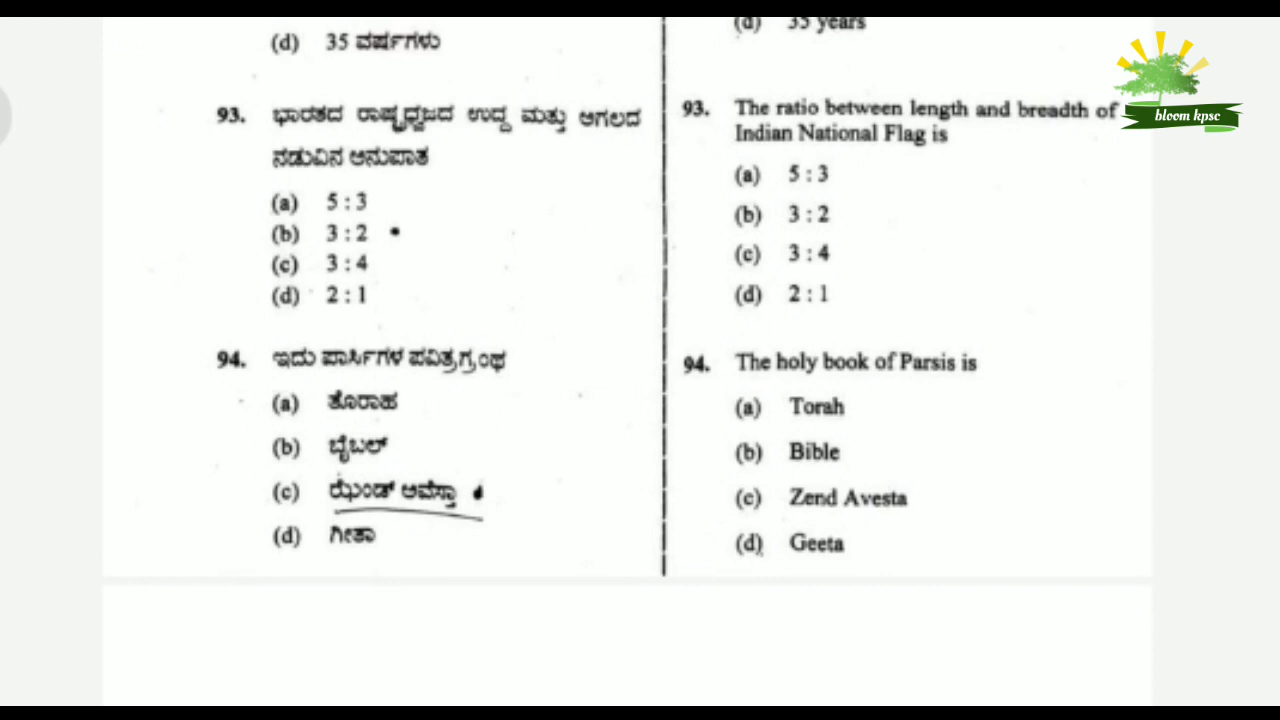 (d) 35 ವರ್ಷಗಳು
93. ಭಾರತದ ರಾಷ್ಟ್ರಧ್ವಜದ ಉದ್ದ ಮತ್ತು ಅಗಲದ
ನಡುವಿನ ಅನುಪಾತ
(a) 5 : 3
(b) 3 : 2
(c) 3 : 4
(d) 2 : 1
94. ಇದು ಪಾರ್ಸಿಗಳ ಪವಿತ್ರಗ್ರಂಥ
(a) ತೊರಾಹ
(b) ಬೈಬಲ್
(c) ಝೆಂಡ್ ಅವೆಸ್ತಾ
(d) ಗೀತಾ
(d) 35 years
93. The ratio between length and breadth of
Indian National Flag is
(a) 5 : 3
(b) 3 : 2
(c) 3 : 4
(d) 2 : 1
94. The holy book of Parsis is
(a) Torah
(b) Bible
(c) Zend Avesta
(d) Geeta
bloom kpsc